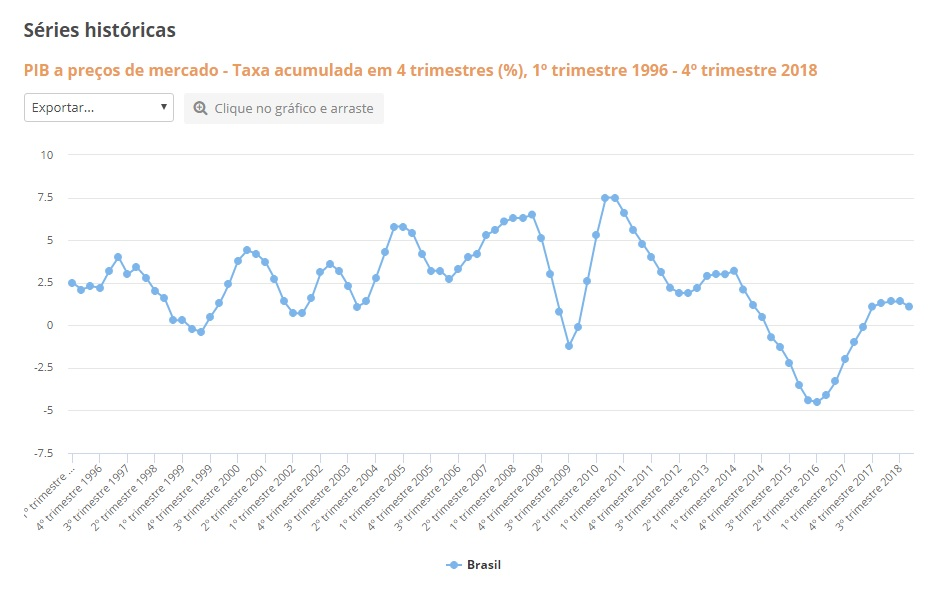 Séries históricas
PIB a preços de mercado - Taxa acumulada em 4 trimestres (%), 1º trimestre 1996 - 4º trimestre 2018
Exportar...
Clique no gráfico e arraste
10
7.5
5
2.5
0
-2.5
-5
-7.5
1º trimestre ...
4º trimestre 1996
3º trimestre 1997
2º trimestre 1998
1º trimestre 1999
4º trimestre 1999
3º trimestre 2000
2º trimestre 2001
1º trimestre 2002
4º trimestre 2002
3º trimestre 2003
2º trimestre 2004
1º trimestre 2005
4º trimestre 2005
3º trimestre 2006
2º trimestre 2007
1º trimestre 2008
4º trimestre 2008
3º trimestre 2009
2º trimestre 2010
1º trimestre 2011
4º trimestre 2011
3º trimestre 2012
2º trimestre 2013
1º trimestre 2014
4º trimestre 2014
3º trimestre 2015
2º trimestre 2016
1º trimestre 2017
4º trimestre 2017
3º trimestre 2018
Brasil